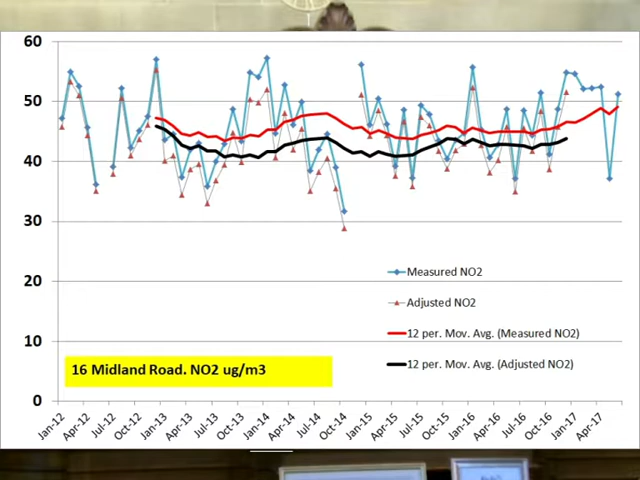 60
50
40
30
20
10
0
Measured NO2
Adjusted NO2
12 per. Mov. Avg. (Measured NO2)
12 per. Mov. Avg. (Adjusted NO2)
16 Midland Road. NO2 ug/m3
Jan-12
Apr-12
Jul-12
Oct-12
Jan-13
Apr-13
Jul-13
Oct-13
Jan-14
Apr-14
Jul-14
Oct-14
Jan-15
Apr-15
Jul-15
Oct-15
Jan-16
Apr-16
Jul-16
Oct-16
Jan-17
Apr-17